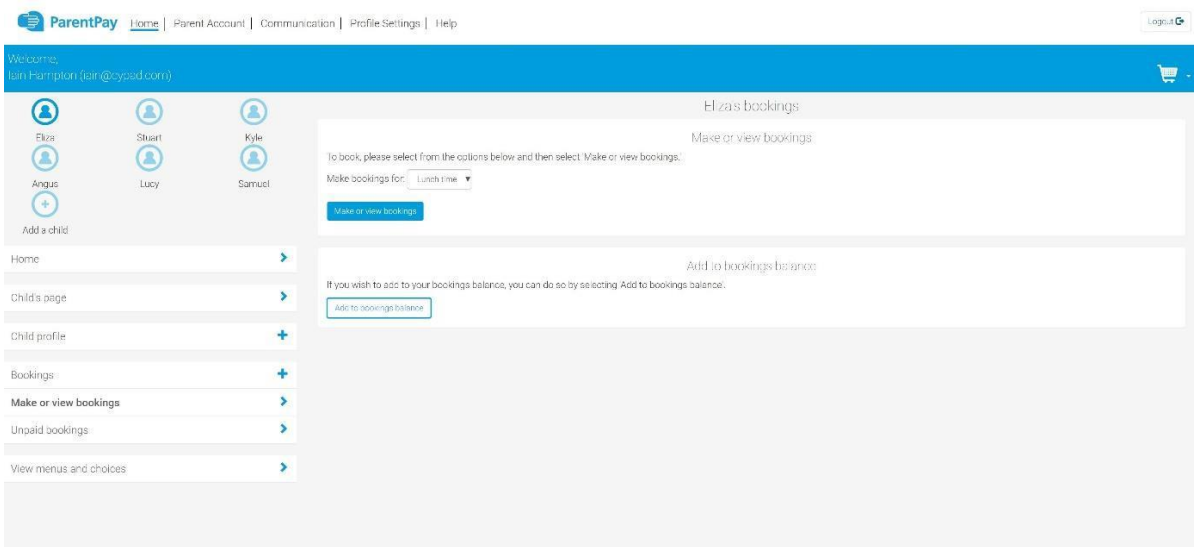 ParentPay Home | Parent Account | Communication | Profile Settings | Help
Logout
Welcome,
Iain Hampton (iain@cypad.com)
Eliza Stuart Kyle
Angus Lucy Samuel
Add a child
Home
Child's page
Child profile
Bookings
Make or view bookings
Unpaid bookings
View menus and choices
Eliza's bookings
Make or view bookings
To book, please select from the options below and then select 'Make or view bookings.'
Make bookings for: Lunch time
Make or view bookings
Add to bookings balance
If you wish to add to your bookings balance, you can do so by selecting 'Add to bookings balance'.
Add to bookings balance